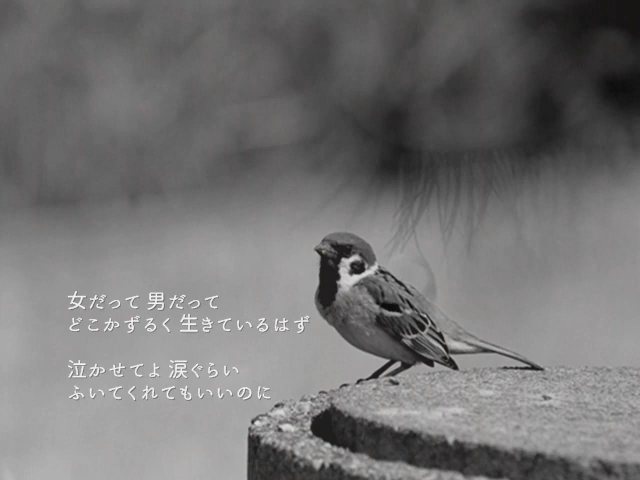 女だって 男だって
どこかずるく 生きているはず
泣かせてよ 涙ぐらい
ふいてくれてもいいのに